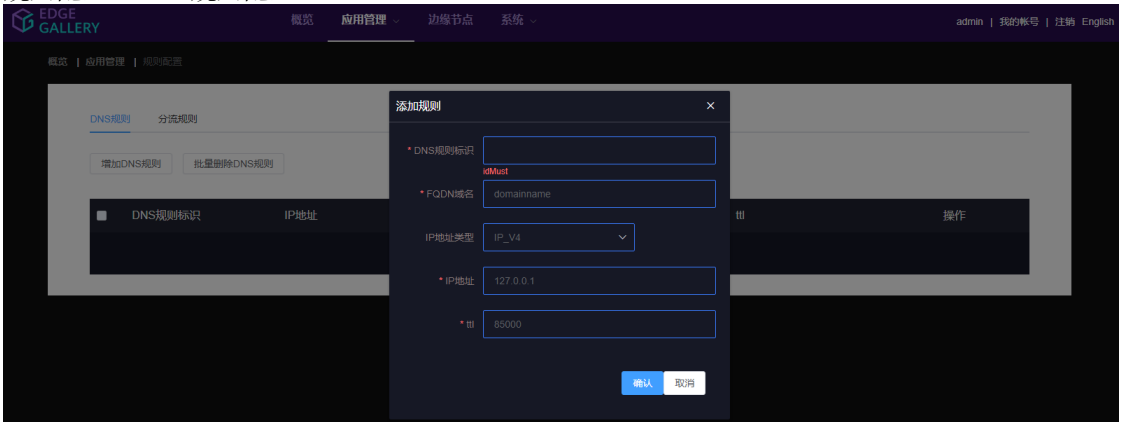 EDGE
GALLERY
概览 应用管理 边缘节点 系统
admin | 我的帐号 | 注销 English
概览 | 应用管理 | 规则配置
DNS规则 分流规则
增加DNS规则 批量删除DNS规则
DNS规则标识 IP地址 ttl 操作
添加规则
* DNS规则标识
idMust
* FQDN域名 domainname
IP地址类型 IP_V4
* IP地址 127.0.0.1
* ttl 85000
确认 取消